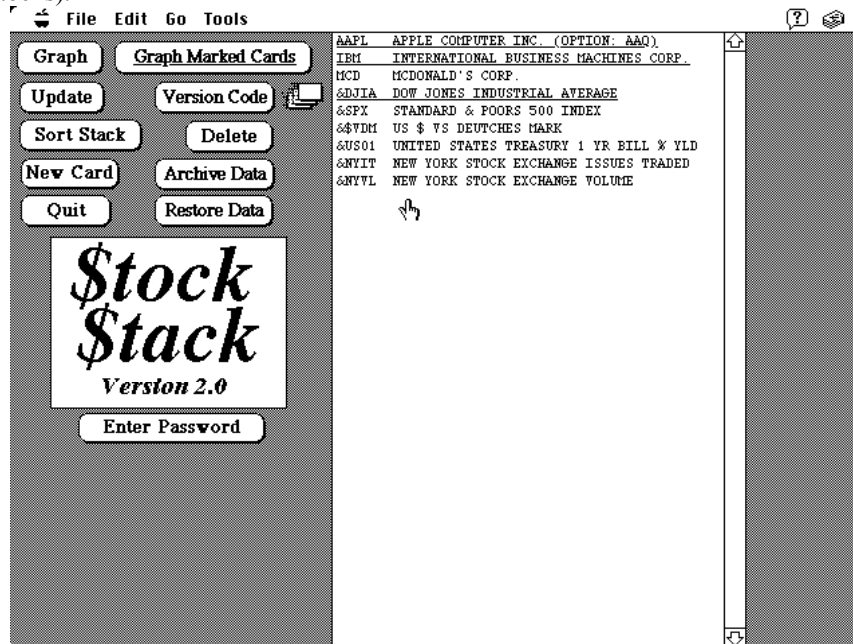 File Edit Go Tools
Graph
Graph Marked Cards
Update
Version Code
Sort Stack
Delete
New Card
Archive Data
Quit
Restore Data
$tock
$tack
Version 2.0
Enter Password
AAPL APPLE COMPUTER INC. (OPTION: AAQ)
IBM INTERNATIONAL BUSINESS MACHINES CORP.
MCD MCDONALD'S CORP.
&DJIA DOW JONES INDUSTRIAL AVERAGE
&SPX STANDARD & POORS 500 INDEX
&$VDM US $ VS DEUTCHES MARK
&US01 UNITED STATES TREASURY 1 YR BILL % YLD
&NYIT NEW YORK STOCK EXCHANGE ISSUES TRADED
&NYVL NEW YORK STOCK EXCHANGE VOLUME